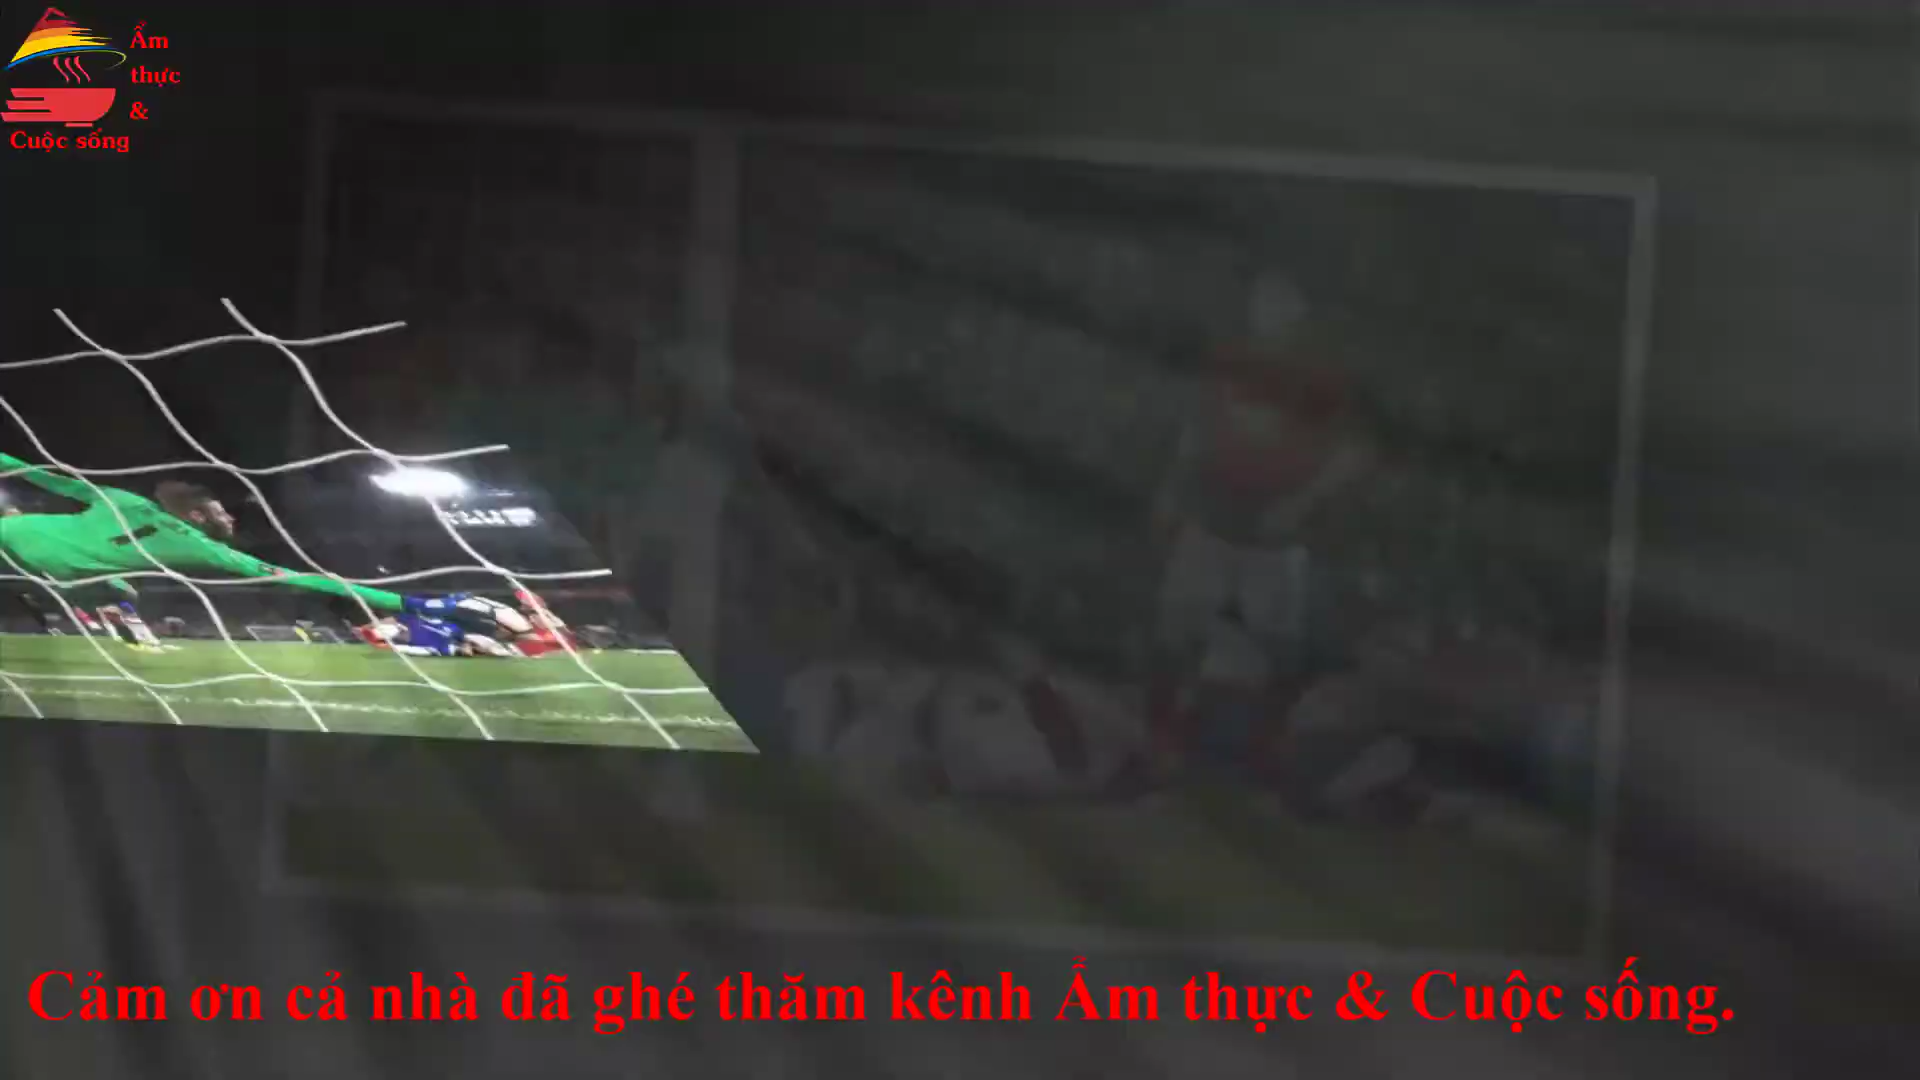 Ẩm
thực
&
Cuộc sống
Cảm ơn cả nhà đã ghé thăm kênh Ẩm thực & Cuộc sống.